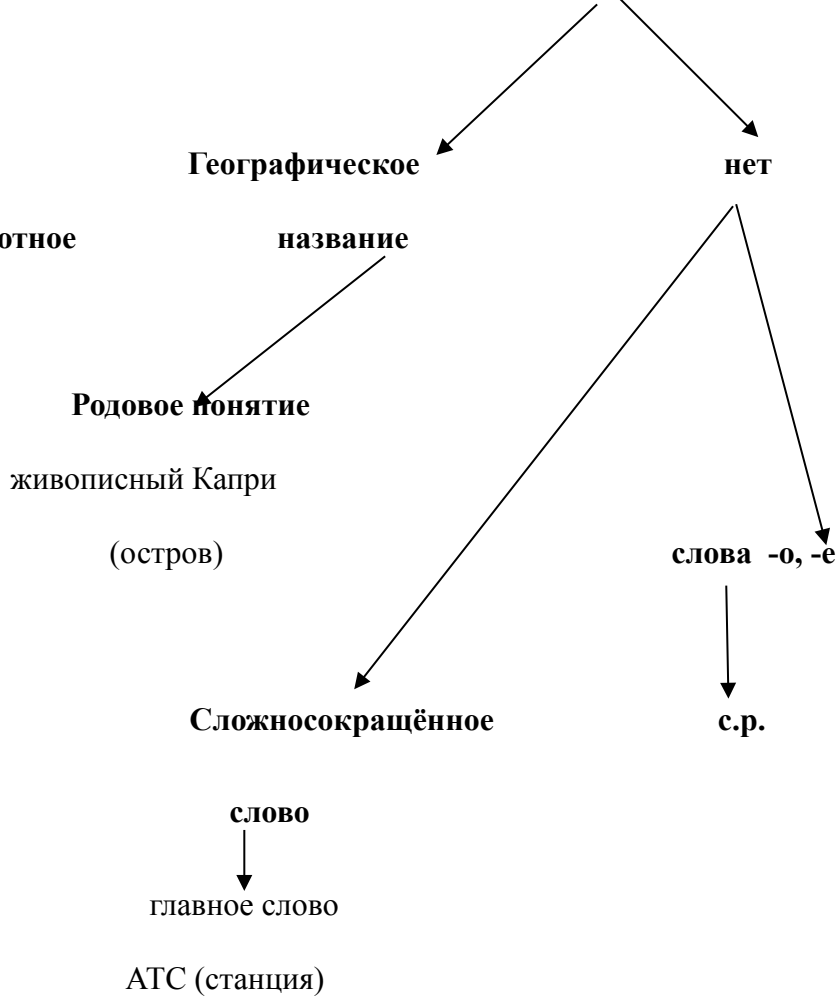 Географическое нет
отное название
Родовое понятие
живописный Капри
(остров)
слова -о, -е
Сложносокращённое с.р.
слово
главное слово
АТС (станция)